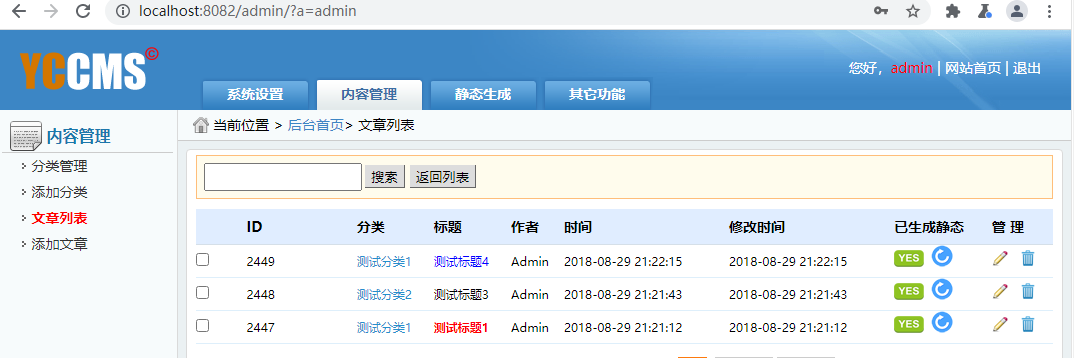 localhost:8082/admin/?a=admin
YCCMS©
您好，admin | 网站首页 | 退出
系统设置 内容管理 静态生成 其它功能
内容管理
当前位置 > 后台首页> 文章列表
分类管理
添加分类
文章列表
添加文章
搜索 返回列表
ID 分类 标题 作者 时间 修改时间 已生成静态 管 理
2449 测试分类1 测试标题4 Admin 2018-08-29 21:22:15 2018-08-29 21:22:15 YES
2448 测试分类2 测试标题3 Admin 2018-08-29 21:21:43 2018-08-29 21:21:43 YES
2447 测试分类1 测试标题1 Admin 2018-08-29 21:21:12 2018-08-29 21:21:12 YES